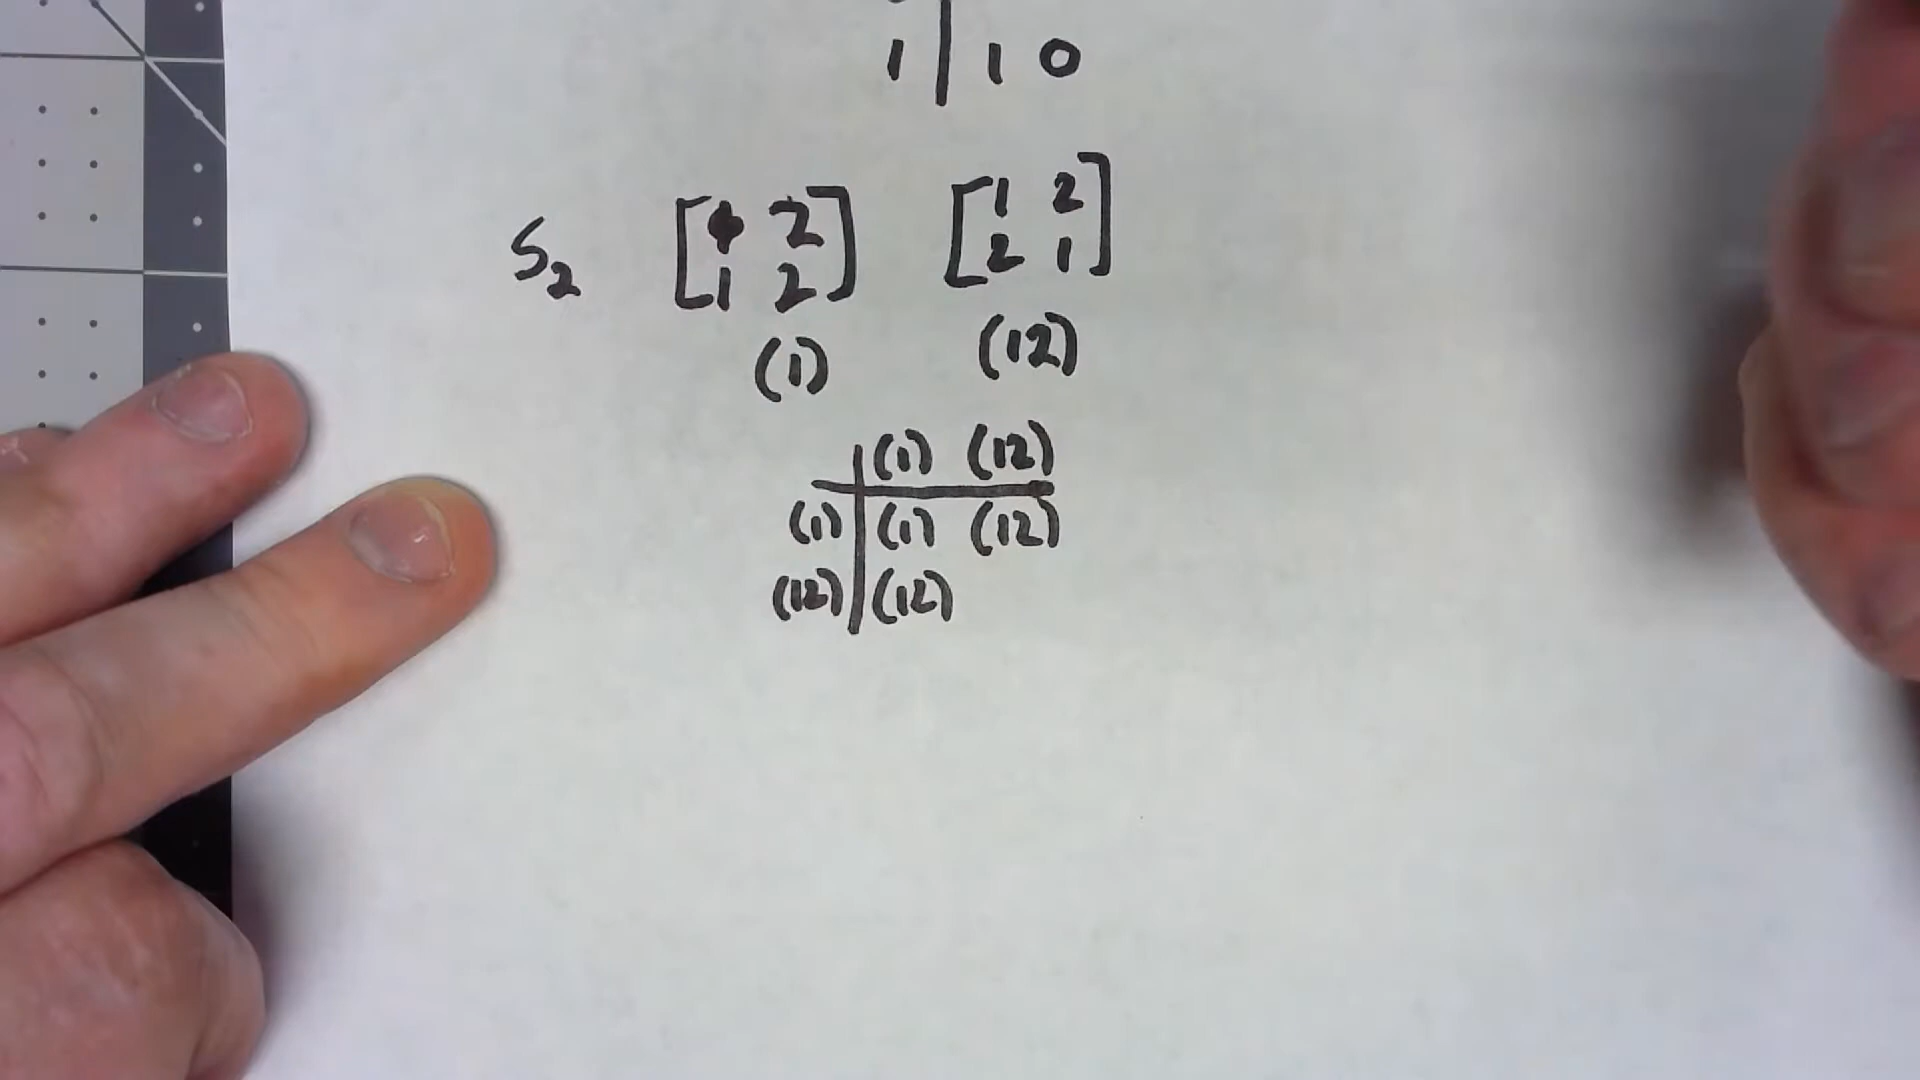 1 | 1 0
S₂ [ 2 [1 2]
1 2] 2 1]
(1) (12)
(1) (12)
(1) (1) (12)
(12) (12)